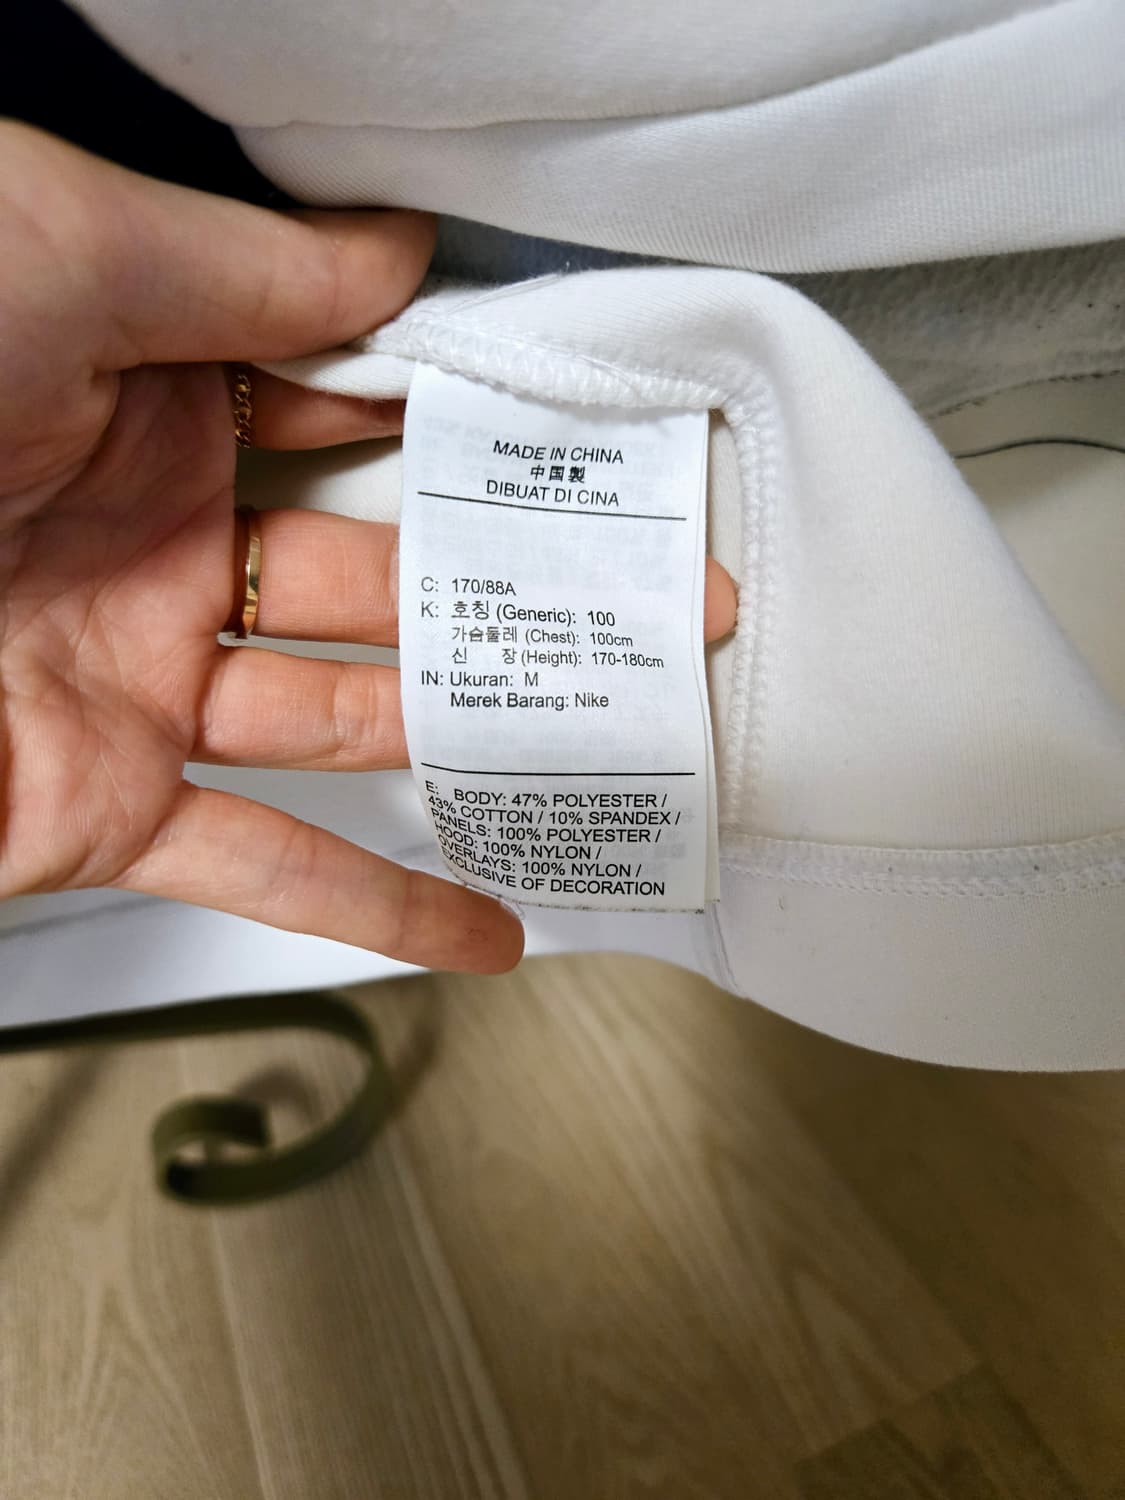 MADE IN CHINA
中国製
DIBUAT DI CINA
C: 170/88A
K: 호칭 (Generic): 100
가슴둘레 (Chest): 100cm
신 장 (Height): 170-180cm
IN: Ukuran: M
Merek Barang: Nike
E: BODY: 47% POLYESTER /
43% COTTON / 10% SPANDEX /
PANELS: 100% POLYESTER /
HOOD: 100% NYLON /
OVERLAYS: 100% NYLON /
EXCLUSIVE OF DECORATION